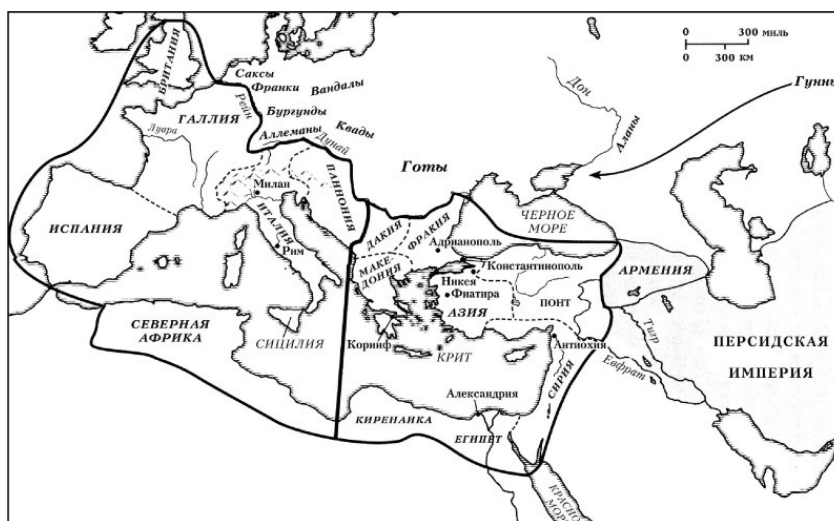 0 300 миль
0 300 км
БРИТАНИЯ
Саксы
Франки
Вандалы
Рейн
Бургунды
Аллеманы
Дунай
Квады
ГАЛЛИЯ
Луара
Дон
Аланы
Гунны
Готы
ПАННОНИЯ
Милан
ИСПАНИЯ
ИТАЛИЯ
Рим
ДАКИЯ
ФРАКИЯ
Адрианополь
ЧЕРНОЕ
МОРЕ
МАКЕ-
ДОНИЯ
Константинополь
Никея
Фиатира
АЗИЯ
ПОНТ
АРМЕНИЯ
СЕВЕРНАЯ
АФРИКА
СИЦИЛИЯ
Коринф
КРИТ
Антиохия
Тигр
Евфрат
ПЕРСИДСКАЯ
ИМПЕРИЯ
СИРИЯ
Александрия
КИРЕНАИКА
ЕГИПЕТ
КРАСНО
МОР